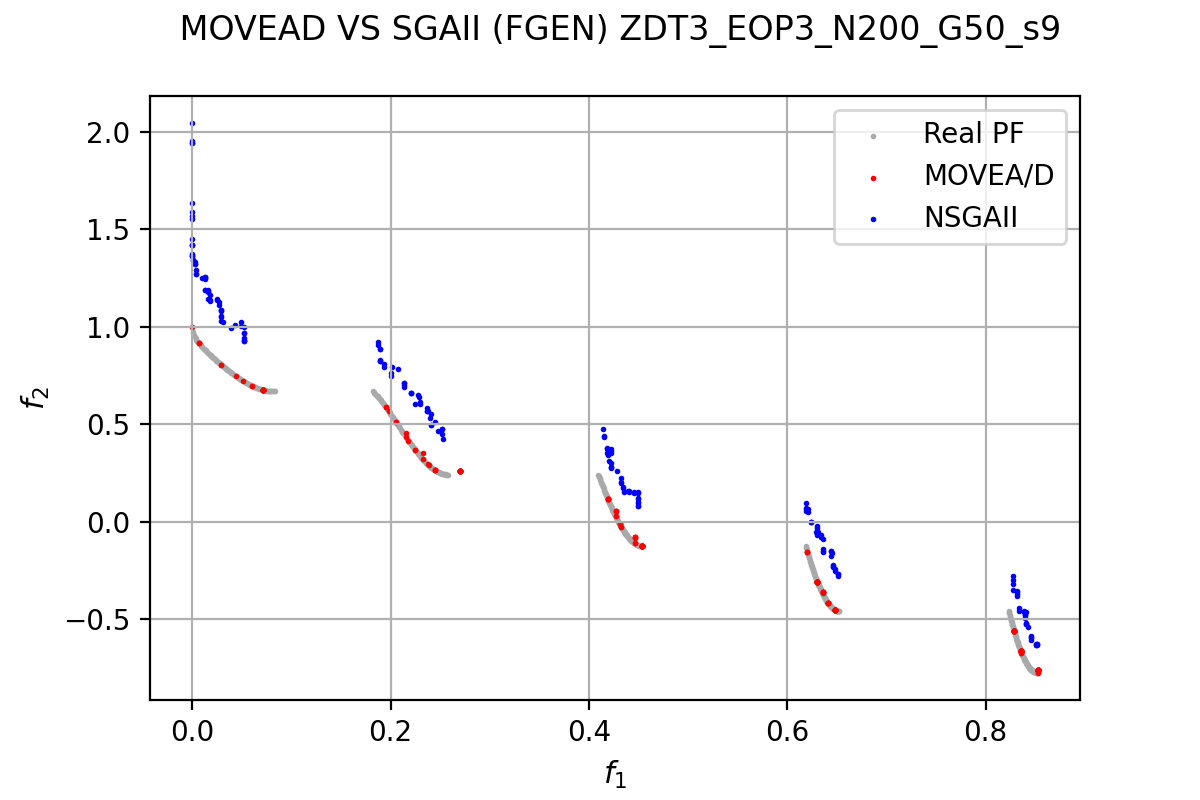 MOVEAD VS SGAII (FGEN) ZDT3_EOP3_N200_G50_s9
Real PF
MOVEA/D
NSGAII
2.0
1.5
1.0
0.5
0.0
−0.5
f2
0.0 0.2 0.4 0.6 0.8
f1